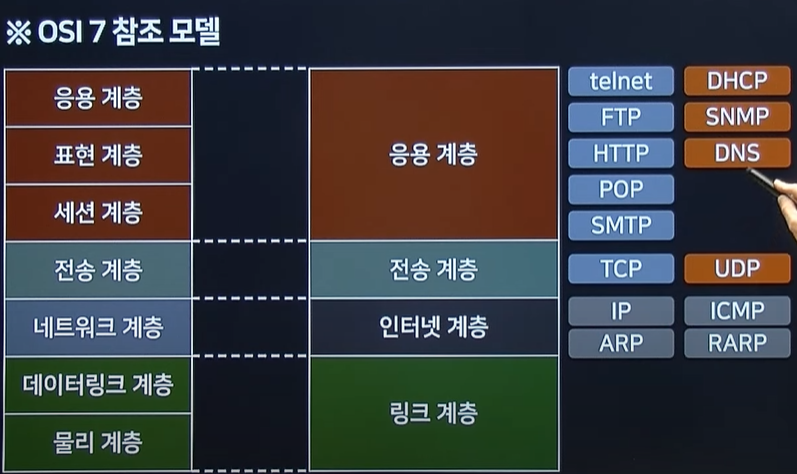 ※ OSI 7 참조 모델
응용 계층
표현 계층
세션 계층
전송 계층
네트워크 계층
데이터링크 계층
물리 계층
응용 계층
전송 계층
인터넷 계층
링크 계층
telnet DHCP
FTP SNMP
HTTP DNS
POP
SMTP
TCP UDP
IP ICMP
ARP RARP